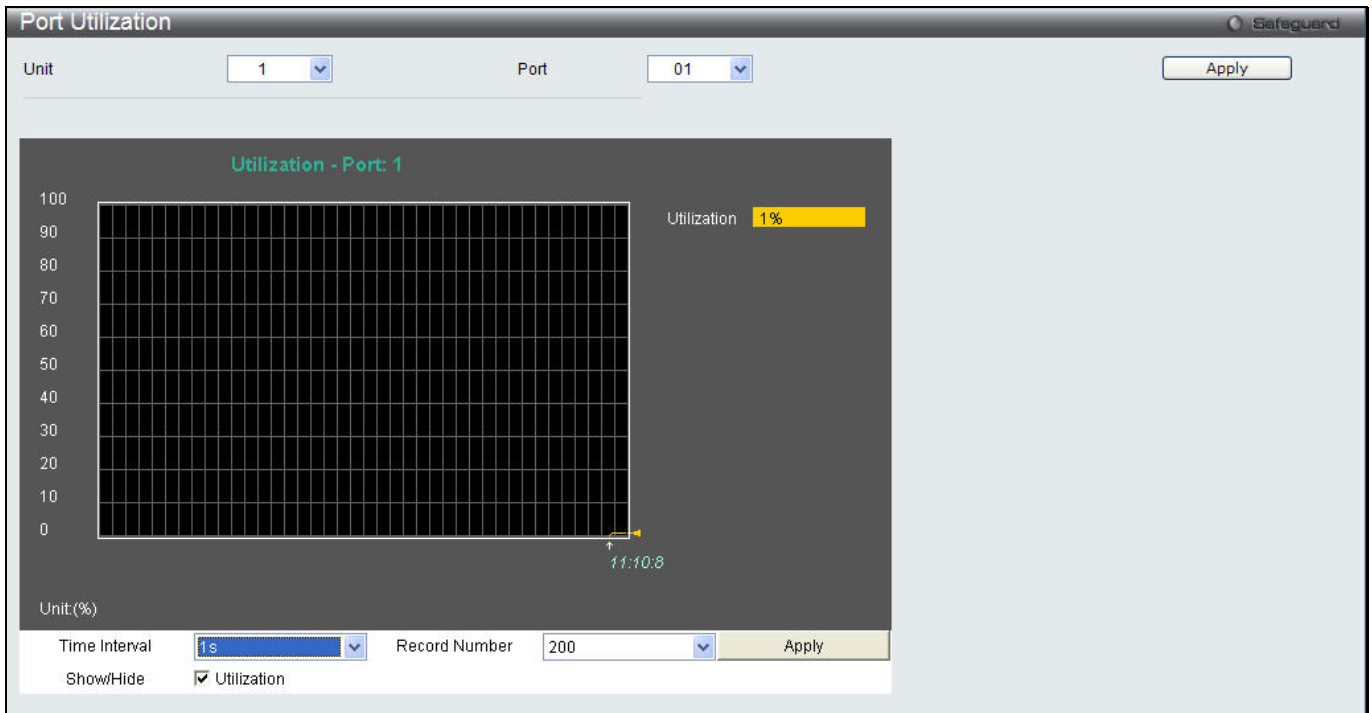 Port Utilization
Safeguard
Unit 1 Port 01 Apply
Utilization - Port: 1
100
90
80
70
60
50
40
30
20
10
0
Utilization 1%
11:10:8
Unit:(%)
Time Interval 1s Record Number 200 Apply
Show/Hide Utilization